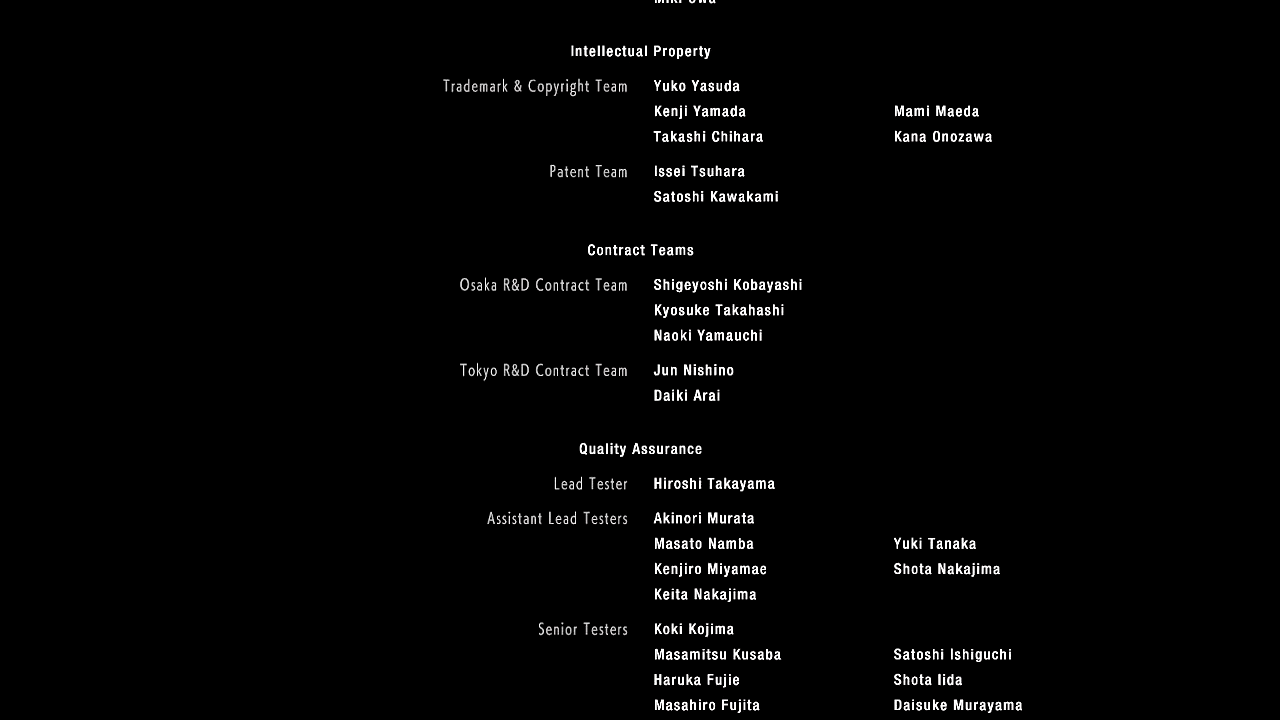 Intellectual Property
Trademark & Copyright Team Yuko Yasuda
Kenji Yamada Mami Maeda
Takashi Chihara Kana Onozawa
Patent Team Issei Tsuhara
Satoshi Kawakami
Contract Teams
Osaka R&D Contract Team Shigeyoshi Kobayashi
Kyosuke Takahashi
Naoki Yamauchi
Tokyo R&D Contract Team Jun Nishino
Daiki Arai
Quality Assurance
Lead Tester Hiroshi Takayama
Assistant Lead Testers Akinori Murata
Masato Namba Yuki Tanaka
Kenjiro Miyamae Shota Nakajima
Keita Nakajima
Senior Testers Koki Kojima
Masamitsu Kusaba Satoshi Ishiguchi
Haruka Fujie Shota Iida
Masahiro Fujita Daisuke Murayama